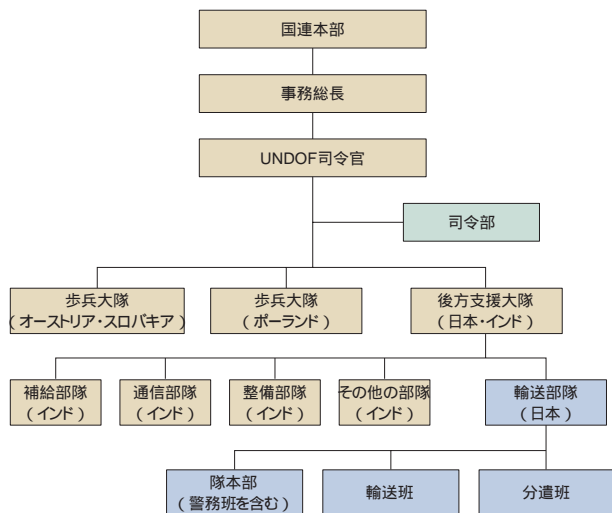 国連本部
事務総長
UNDOF司令官
司令部
歩兵大隊
(オーストリア・スロバキア)
歩兵大隊
(ポーランド)
後方支援大隊
(日本・インド)
補給部隊
(インド)
通信部隊
(インド)
整備部隊
(インド)
その他の部隊
(インド)
輸送部隊
(日本)
隊本部
(警務班を含む)
輸送班
分遣班